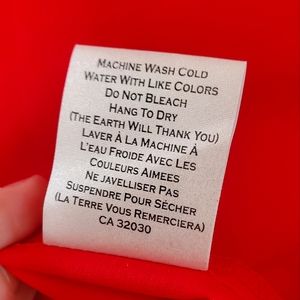 Machine Wash Cold
Water With Like Colors
Do Not Bleach
Hang To Dry
(The Earth Will Thank You)
Laver À La Machine À
L'eau Froide Avec Les
Couleurs Aimees
Ne Javelliser Pas
Suspendre Pour Sécher
(La Terre Vous Remerciera)
CA 32030